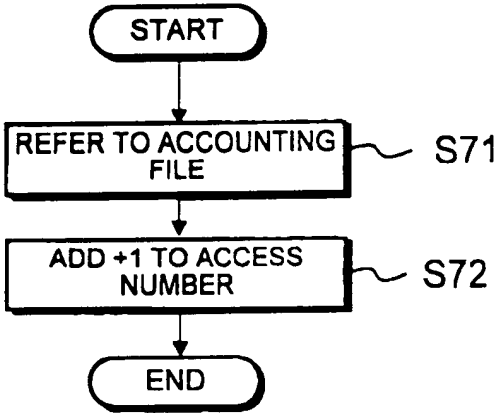 START
REFER TO ACCOUNTING
FILE
S71
ADD +1 TO ACCESS
NUMBER
S72
END